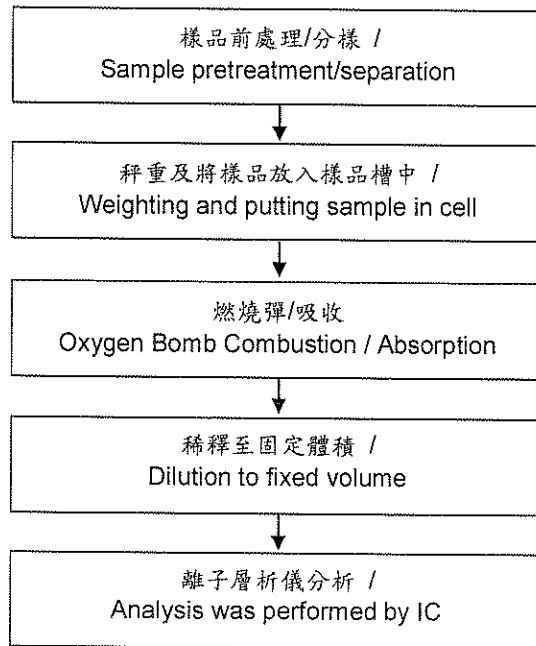 樣品前處理/分樣 /
Sample pretreatment/separation
秤重及將樣品放入樣品槽中 /
Weighting and putting sample in cell
燃燒彈/吸收
Oxygen Bomb Combustion / Absorption
稀釋至固定體積 /
Dilution to fixed volume
離子層析儀分析 /
Analysis was performed by IC